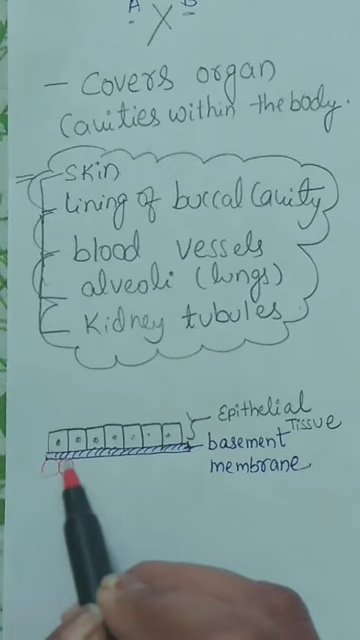 A B
- Covers organ
Cavities within the body.
- Skin
- Lining of buccal Cavity
- blood vessels
- alveoli (lungs)
- Kidney tubules
Epithelial
Tissue
basement
membrane